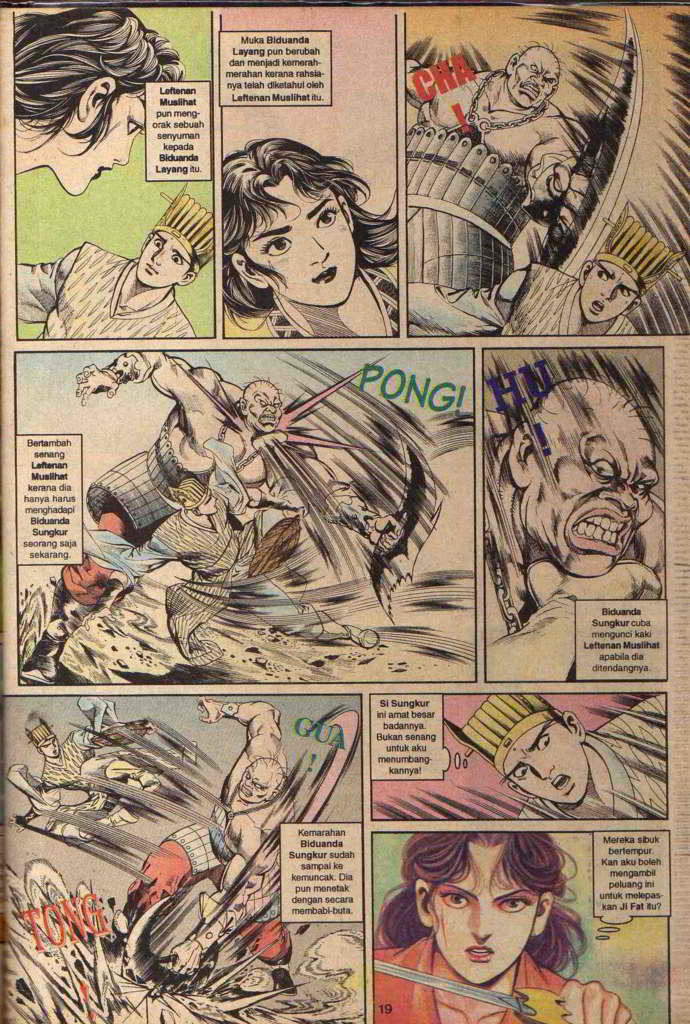 Leftenan
Muslihat
pun meng-
orak sebuah
senyuman
kepada
Biduanda
Layang itu.
Muka Biduanda
Layang pun berubah
dan menjadi kemerah-
merahan kerana rahsia-
nya telah diketahui oleh
Leftenan Muslihat itu.
CHA
!
Bertambah
senang
Leftenan
Muslihat
kerana dia
hanya harus
menghadapi
Biduanda
Sungkur
seorang saja
sekarang.
PONG!
HU
!
Biduanda
Sungkur cuba
mengunci kaki
Leftenan Muslihat
apabila dia
ditendangnya.
GUA
!
TONG
!
Kemarahan
Biduanda
Sungkur sudah
sampai ke
kemuncak. Dia
pun menetak
dengan secara
membabi-buta.
Si Sungkur
ini amat besar
badannya.
Bukan senang
untuk aku
menumbang-
kannya!
Mereka sibuk
bertempur.
Kan aku boleh
mengambil
peluang ini
untuk melepas-
kan Ji Fat itu?
19